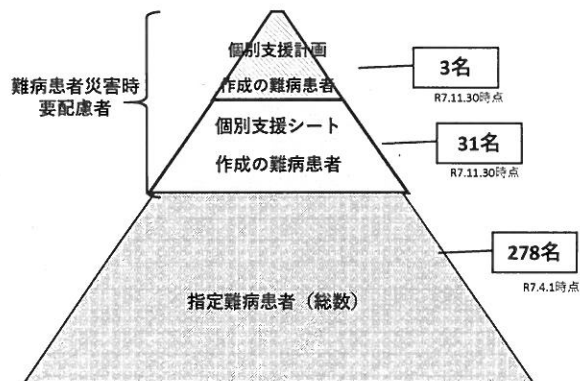 個別支援計画
作成の難病患者
3名
R7.11.30時点
難病患者災害時
要配慮者
個別支援シート
作成の難病患者
31名
R7.11.30時点
278名
R7.4.1時点
指定難病患者（総数）